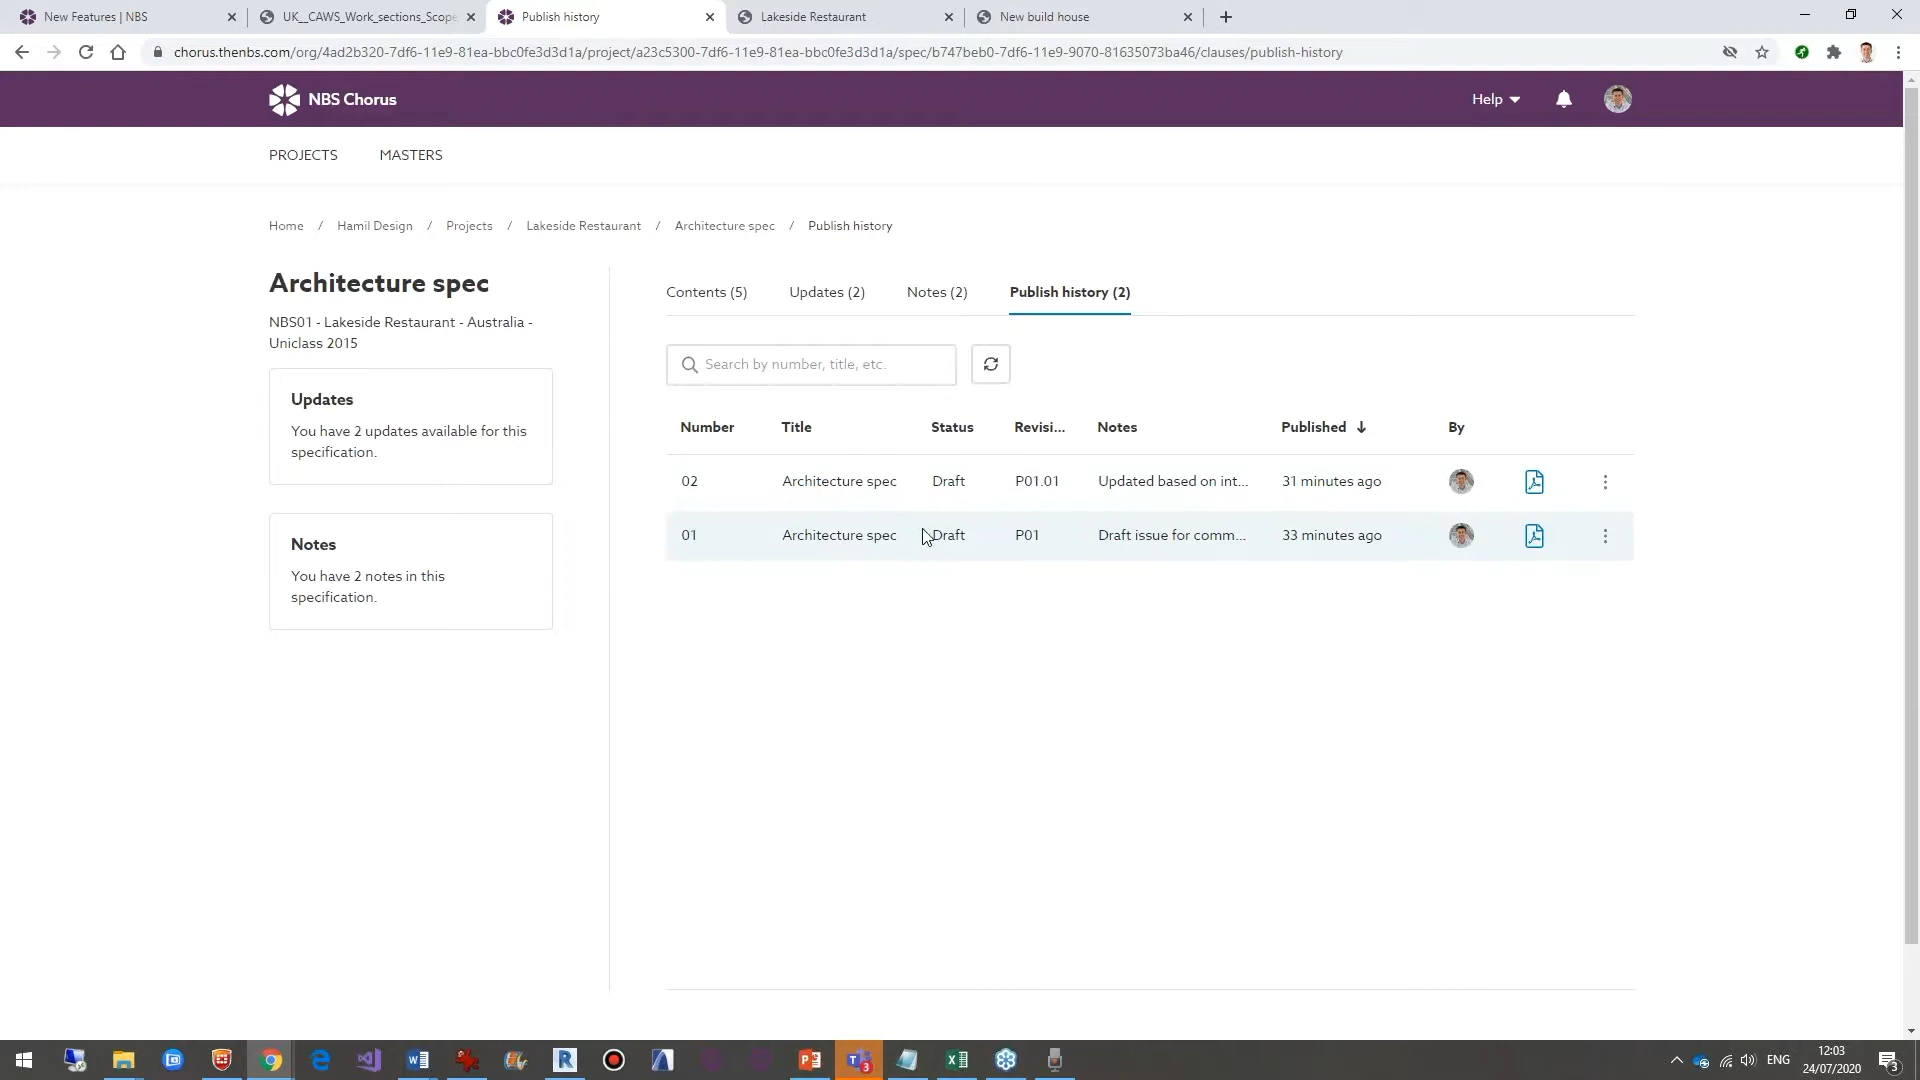 New Features | NBS
UK__CAWS_Work_sections_Scope
Publish history
Lakeside Restaurant
New build house
chorus.thenbs.com/org/4ad2b320-7df6-11e9-81ea-bbc0fe3d3d1a/project/a23c5300-7df6-11e9-81ea-bbc0fe3d3d1a/spec/b747beb0-7df6-11e9-9070-81635073ba46/clauses/publish-history
NBS Chorus
Help
PROJECTS MASTERS
Home / Hamil Design / Projects / Lakeside Restaurant / Architecture spec / Publish history
Architecture spec
NBS01 - Lakeside Restaurant - Australia -
Uniclass 2015
Updates
You have 2 updates available for this
specification.
Notes
You have 2 notes in this
specification.
Contents (5) Updates (2) Notes (2) Publish history (2)
Search by number, title, etc.
Number Title Status Revisi... Notes Published By
02 Architecture spec Draft P01.01 Updated based on int... 31 minutes ago
01 Architecture spec Draft P01 Draft issue for comm... 33 minutes ago
ENG
12:03
24/07/2020
3
3